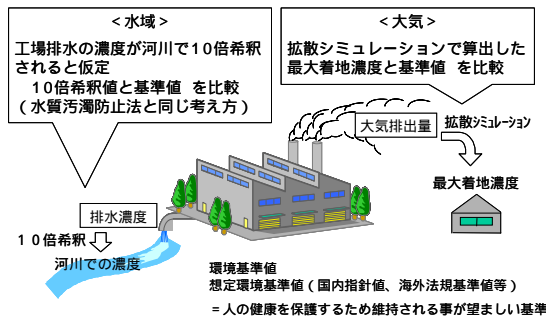 ＜水域＞
工場排水の濃度が河川で１０倍希釈
されると仮定
１０倍希釈値と基準値 を比較
（水質汚濁防止法と同じ考え方）
＜大気＞
拡散シミュレーションで算出した
最大着地濃度と基準値 を比較
大気排出量
拡散ｼﾐｭﾚｰｼｮﾝ
最大着地濃度
排水濃度
１０倍希釈
河川での濃度
環境基準値
想定環境基準値（国内指針値、海外法規基準値等）
＝人の健康を保護するため維持される事が望ましい基準